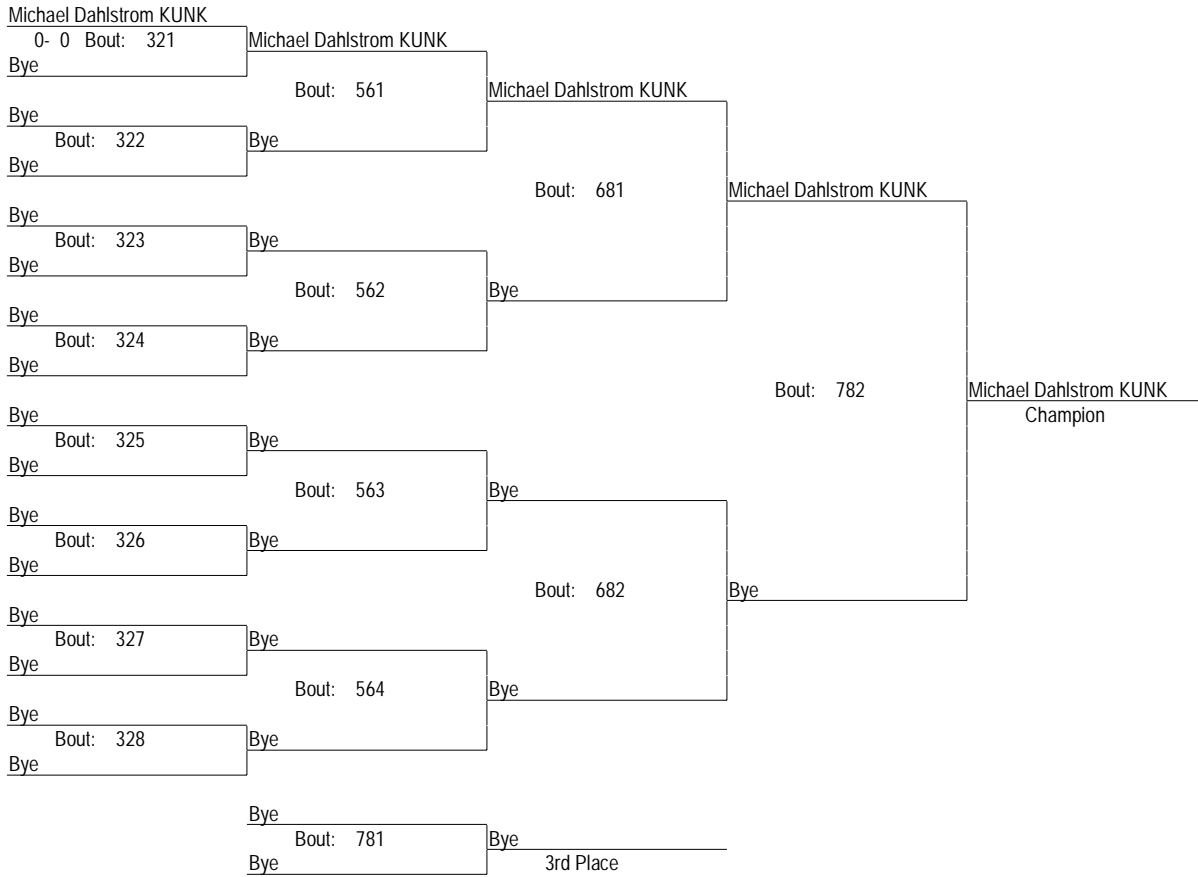 Michael Dahlstrom KUNK
0- 0 Bout: 321
Michael Dahlstrom KUNK
Bye
Bout: 561
Michael Dahlstrom KUNK
Bye
Bout: 322
Bye
Bye
Bout: 681
Michael Dahlstrom KUNK
Bye
Bout: 323
Bye
Bye
Bout: 562
Bye
Bye
Bout: 324
Bye
Bye
Bout: 782
Michael Dahlstrom KUNK
Champion
Bye
Bout: 325
Bye
Bye
Bout: 563
Bye
Bye
Bout: 326
Bye
Bye
Bout: 682
Bye
Bye
Bout: 327
Bye
Bye
Bout: 564
Bye
Bye
Bout: 328
Bye
Bye
Bye
Bout: 781
Bye
Bye
3rd Place